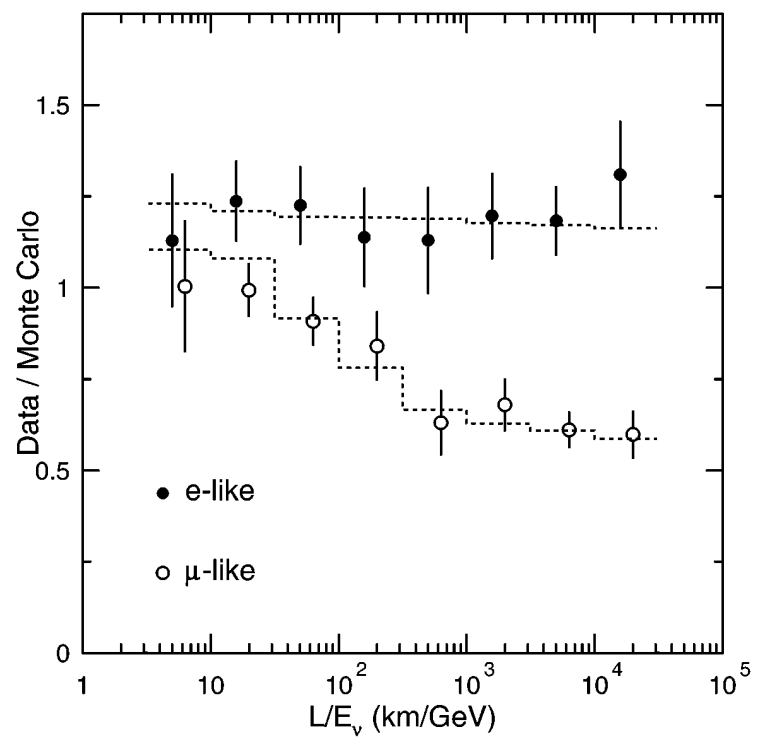 Data / Monte Carlo
1.5
1
0.5
0
e-like
μ-like
1 10 10² 10³ 10⁴ 10⁵
L/Eᵥ (km/GeV)